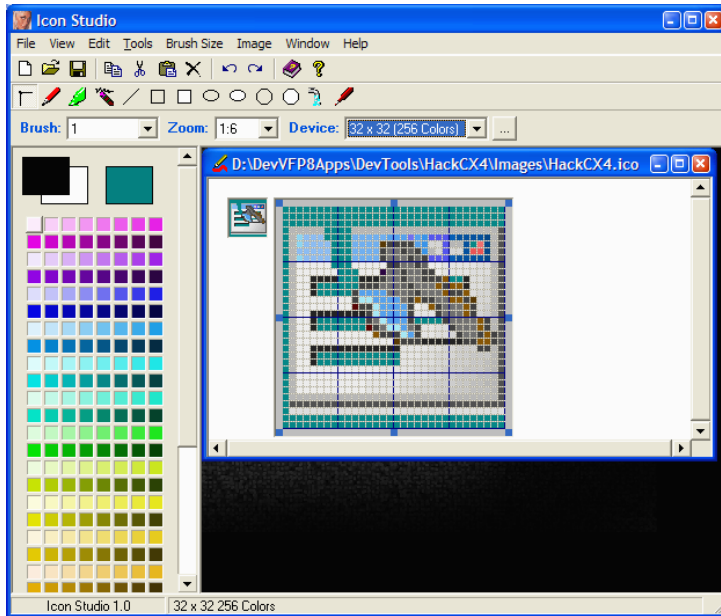 Icon Studio
File View Edit Tools Brush Size Image Window Help
Brush: 1 Zoom: 1:6 Device: 32 x 32 (256 Colors) ...
D:\DevVFP8Apps\DevTools\HackCX4\Images\HackCX4.ico
Icon Studio 1.0 32 x 32 256 Colors